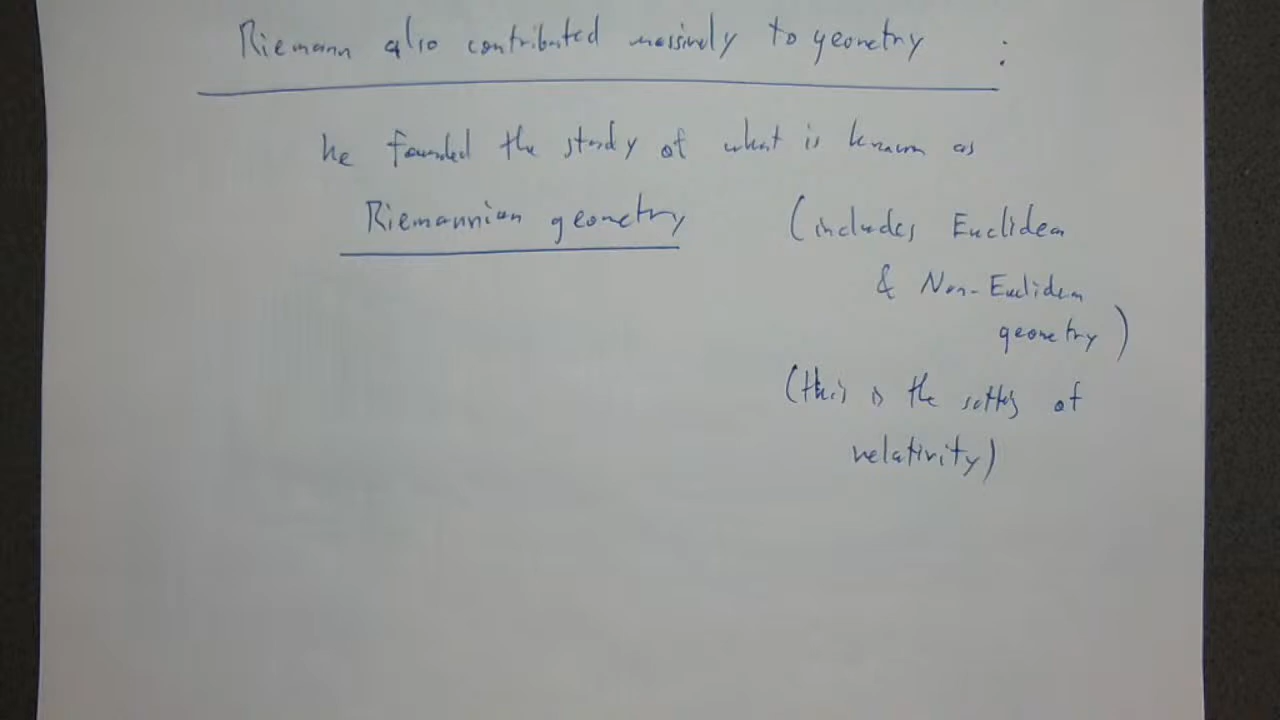 Riemann also contributed massively to geometry :
he founded the study of what is known as
Riemannian geometry (includes Euclidean
& Non-Euclidean
geometry)
(this is the setting of
relativity)